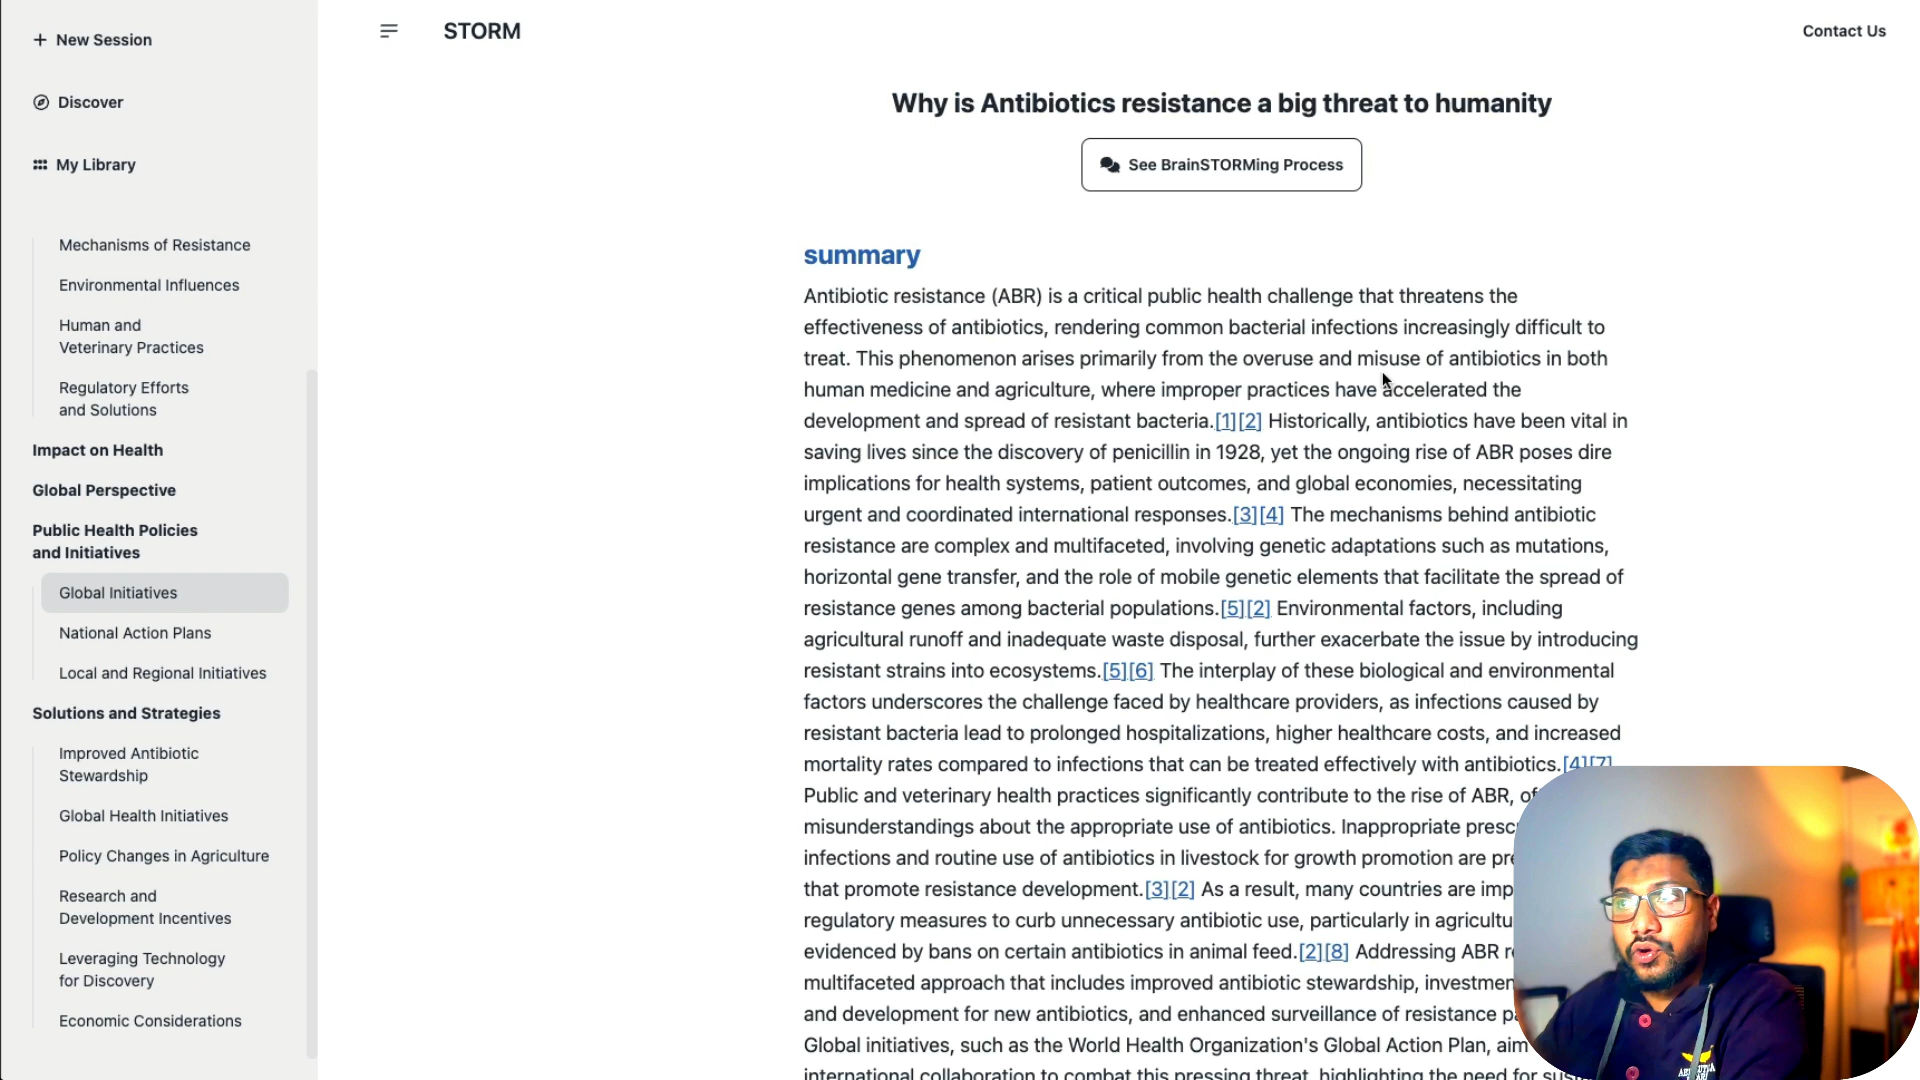 New Session
Discover
My Library
Mechanisms of Resistance
Environmental Influences
Human and
Veterinary Practices
Regulatory Efforts
and Solutions
Impact on Health
Global Perspective
Public Health Policies
and Initiatives
Global Initiatives
National Action Plans
Local and Regional Initiatives
Solutions and Strategies
Improved Antibiotic
Stewardship
Global Health Initiatives
Policy Changes in Agriculture
Research and
Development Incentives
Leveraging Technology
for Discovery
Economic Considerations
STORM
Contact Us
Why is Antibiotics resistance a big threat to humanity
See BrainSTORMing Process
summary
Antibiotic resistance (ABR) is a critical public health challenge that threatens the
effectiveness of antibiotics, rendering common bacterial infections increasingly difficult to
treat. This phenomenon arises primarily from the overuse and misuse of antibiotics in both
human medicine and agriculture, where improper practices have accelerated the
development and spread of resistant bacteria.[1][2] Historically, antibiotics have been vital in
saving lives since the discovery of penicillin in 1928, yet the ongoing rise of ABR poses dire
implications for health systems, patient outcomes, and global economies, necessitating
urgent and coordinated international responses.[3][4] The mechanisms behind antibiotic
resistance are complex and multifaceted, involving genetic adaptations such as mutations,
horizontal gene transfer, and the role of mobile genetic elements that facilitate the spread of
resistance genes among bacterial populations.[5][2] Environmental factors, including
agricultural runoff and inadequate waste disposal, further exacerbate the issue by introducing
resistant strains into ecosystems.[5][6] The interplay of these biological and environmental
factors underscores the challenge faced by healthcare providers, as infections caused by
resistant bacteria lead to prolonged hospitalizations, higher healthcare costs, and increased
mortality rates compared to infections that can be treated effectively with antibiotics.[4][7]
Public and veterinary health practices significantly contribute to the rise of ABR,
misunderstandings about the appropriate use of antibiotics. Inappropriate
infections and routine use of antibiotics in livestock for growth promotion are
that promote resistance development.[3][2] As a result, many countries are
regulatory measures to curb unnecessary antibiotic use, particularly in
evidenced by bans on certain antibiotics in animal feed.[2][8] Addressing ABR
multifaceted approach that includes improved antibiotic stewardship,
and development for new antibiotics, and enhanced surveillance of resistance
Global initiatives, such as the World Health Organization's Global Action Plan, aim
international collaboration to combat this pressing threat, highlighting the need for